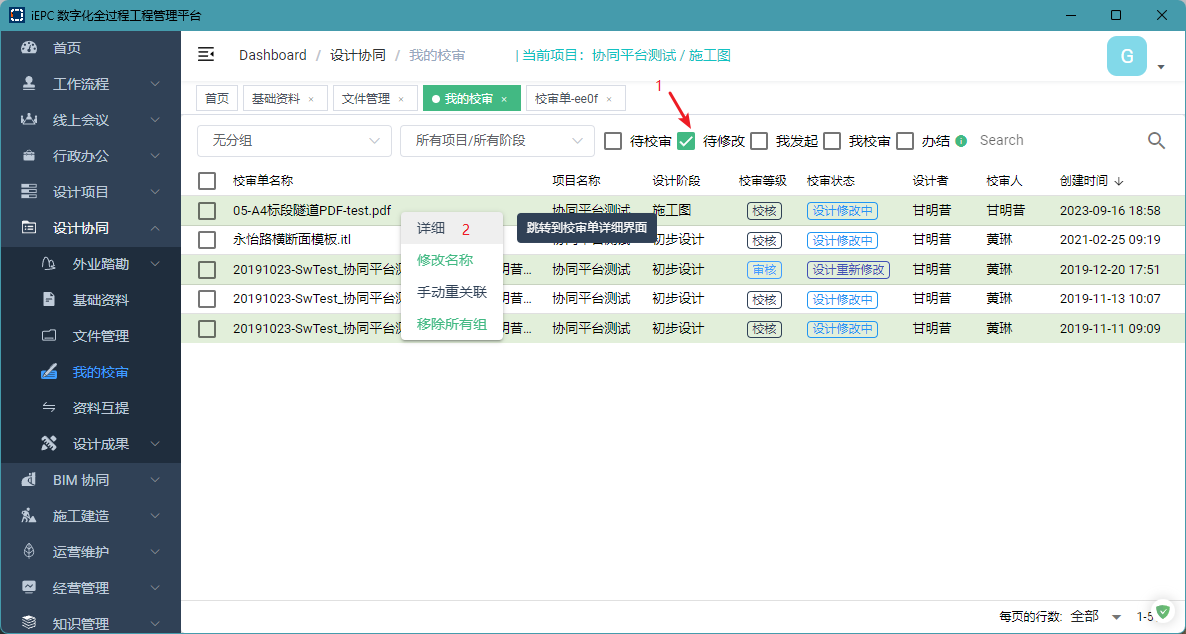 iEPC 数字化全过程工程管理平台
首页
工作流程
线上会议
行政办公
设计项目
设计协同
外业踏勘
基础资料
文件管理
我的校审
资料互提
设计成果
BIM 协同
施工建造
运营维护
经营管理
知识管理
Dashboard / 设计协同 / 我的校审 | 当前项目：协同平台测试 / 施工图
G
首页 基础资料 × 文件管理 × 我的校审 × 校审单-ee0f ×
1
无分组 所有项目/所有阶段 待校审 待修改 我发起 我校审 办结 Search
校审单名称 项目名称 设计阶段 校审等级 校审状态 设计者 校审人 创建时间
05-A4标段隧道PDF-test.pdf 协同平台测试 施工图 校核 设计修改中 甘明昔 甘明昔 2023-09-16 18:58
永怡路横断面模板.itl 初步设计 校核 设计修改中 甘明昔 黄琳 2021-02-25 09:19
20191023-SwTest_协同平台测 明昔... 协同平台测试 初步设计 审核 设计重新修改 甘明昔 黄琳 2019-12-20 17:51
20191023-SwTest_协同平台测 明昔... 协同平台测试 初步设计 校核 设计修改中 甘明昔 黄琳 2019-11-13 10:07
20191023-SwTest_协同平台测 明昔... 协同平台测试 初步设计 校核 设计修改中 甘明昔 黄琳 2019-11-11 09:09
详细 2
修改名称
手动重关联
移除所有组
跳转到校审单详细界面
每页的行数: 全部 1-5